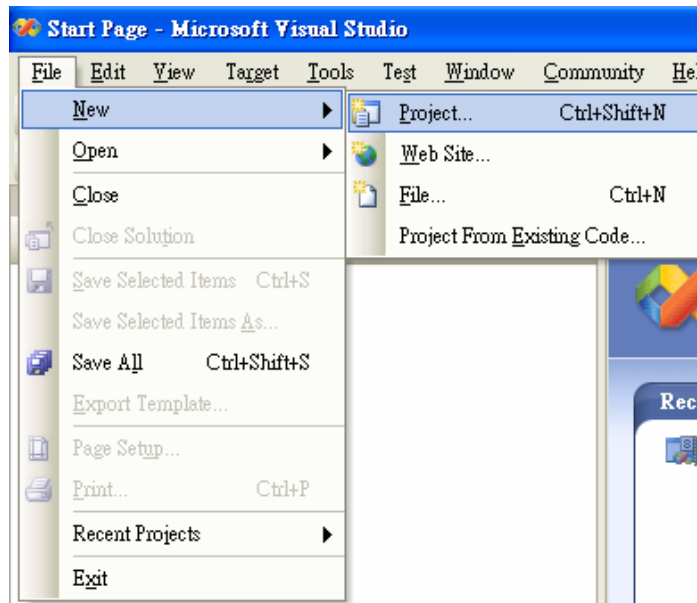 Start Page - Microsoft Visual Studio
File Edit View Target Tools Test Window Community He
New
Project... Ctrl+Shift+N
Open
Web Site...
Close
File... Ctrl+N
Close Solution
Project From Existing Code...
Save Selected Items Ctrl+S
Save Selected Items As...
Save All Ctrl+Shift+S
Export Template...
Rec
Page Setup...
Print... Ctrl+P
Recent Projects
Exit